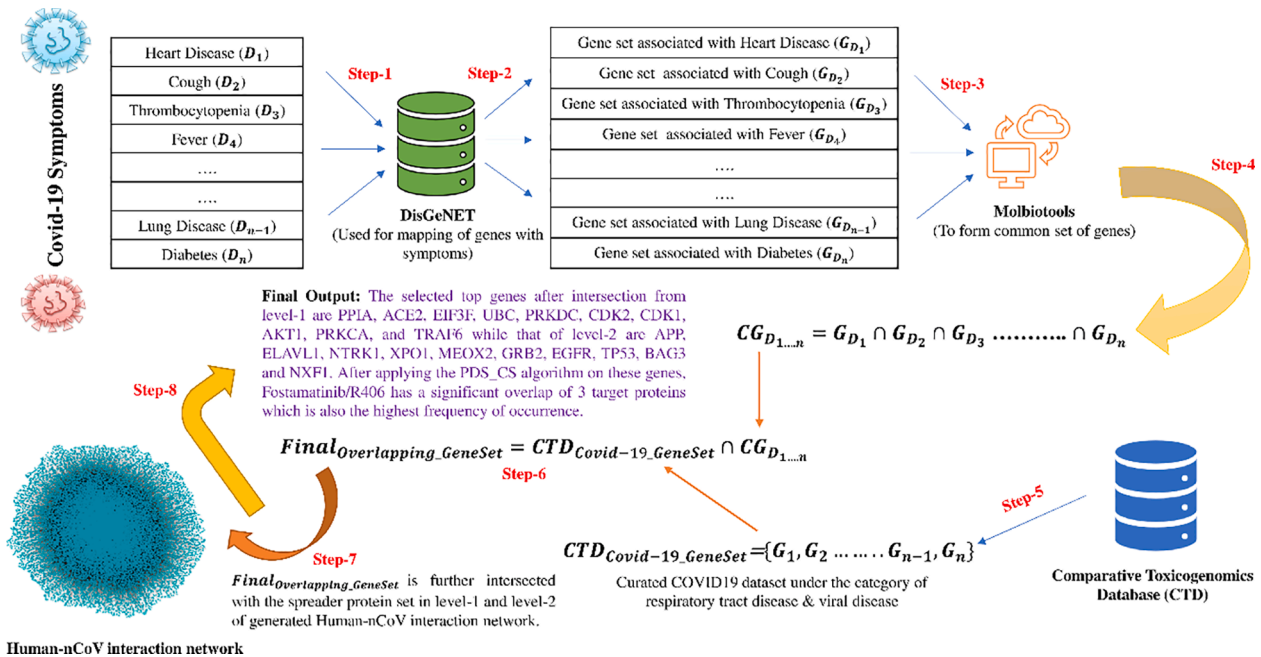 Covid-19 Symptoms
Heart Disease (D1)
Cough (D2)
Thrombocytopenia (D3)
Fever (D4)
....
....
Lung Disease (Dn−1)
Diabetes (Dn)
Step-1
Step-2
DisGeNET
(Used for mapping of genes with
symptoms)
Gene set associated with Heart Disease (GD1)
Gene set associated with Cough (GD2)
Gene set associated with Thrombocytopenia (GD3)
Gene set associated with Fever (GD4)
....
....
Gene set associated with Lung Disease (GDn−1)
Gene set associated with Diabetes (GDn)
Step-3
Molbiotools
(To form common set of genes)
Step-4
CGD1....n = GD1 ∩ GD2 ∩ GD3 ........... ∩ GDn
Final Output: The selected top genes after intersection from
level-1 are PPIA, ACE2, EIF3F, UBC, PRKDC, CDK2, CDK1,
AKT1, PRKCA, and TRAF6 while that of level-2 are APP,
ELAVL1, NTRK1, XPO1, MEOX2, GRB2, EGFR, TP53, BAG3
and NXF1. After applying the PDS_CS algorithm on these genes,
Fostamatinib/R406 has a significant overlap of 3 target proteins
which is also the highest frequency of occurrence.
Step-8
FinalOverlapping_GeneSet = CTDCovid−19_GeneSet ∩ CGD1....n
Step-6
Step-5
CTDCovid−19_GeneSet={G1, G2 ........ Gn−1, Gn}
Curated COVID19 dataset under the category of
respiratory tract disease & viral disease
Comparative Toxicogenomics
Database (CTD)
Step-7
FinalOverlapping_GeneSet is further intersected
with the spreader protein set in level-1 and level-2
of generated Human-nCoV interaction network.
Human-nCoV interaction network